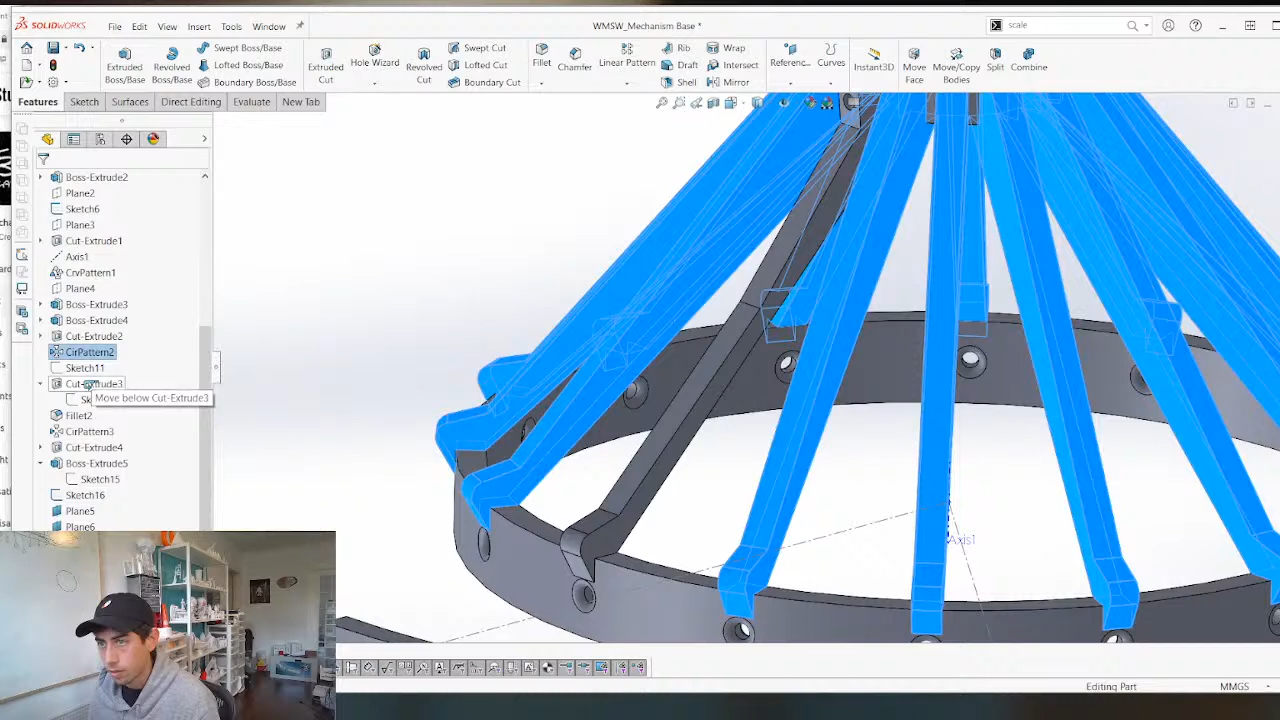 SOLIDWORKS File Edit View Insert Tools Window WMSW_Mechanism Base * scale
Extruded Boss/Base
Revolved Boss/Base
Swept Boss/Base
Lofted Boss/Base
Boundary Boss/Base
Extruded Cut
Hole Wizard
Revolved Cut
Swept Cut
Lofted Cut
Boundary Cut
Fillet
Chamfer
Linear Pattern
Rib
Draft
Shell
Wrap
Intersect
Mirror
Referenc...
Curves
Instant3D
Move Face
Move/Copy Bodies
Split
Combine
Features Sketch Surfaces Direct Editing Evaluate New Tab
Boss-Extrude2
Plane2
Sketch6
Plane3
Cut-Extrude1
Axis1
CrvPattern1
Plane4
Boss-Extrude3
Boss-Extrude4
Cut-Extrude2
CirPattern2
Sketch11
Cut-Extrude3
Move below Cut-Extrude3
Fillet2
CirPattern3
Cut-Extrude4
Boss-Extrude5
Sketch15
Sketch16
Plane5
Plane6
Axis1
Editing Part MMGS